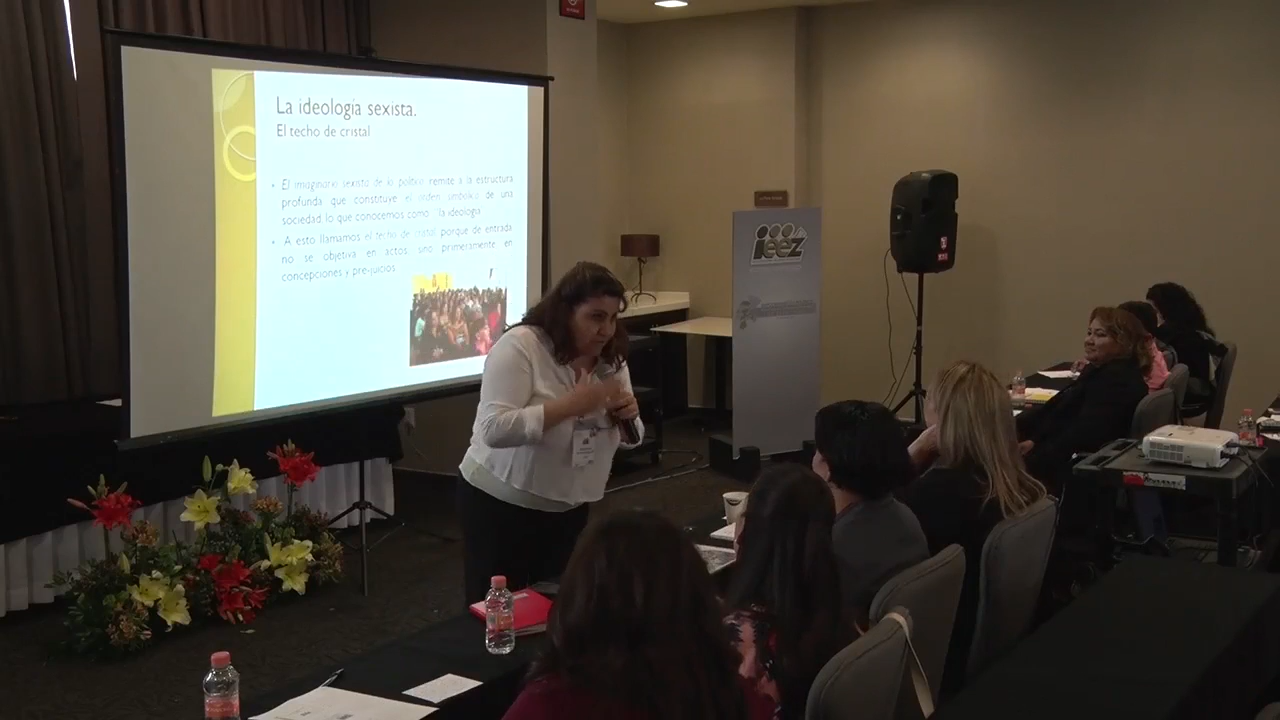 La ideología sexista.
El techo de cristal
• El imaginario sexista de lo político remite a la estructura
profunda que constituye el orden simbólico de una
sociedad lo que conocemos como la ideología
• A esto llamamos el techo de cristal porque de entrada
no se objetiva en actos sino primeramente en
concepciones y pre-juicios
ieez